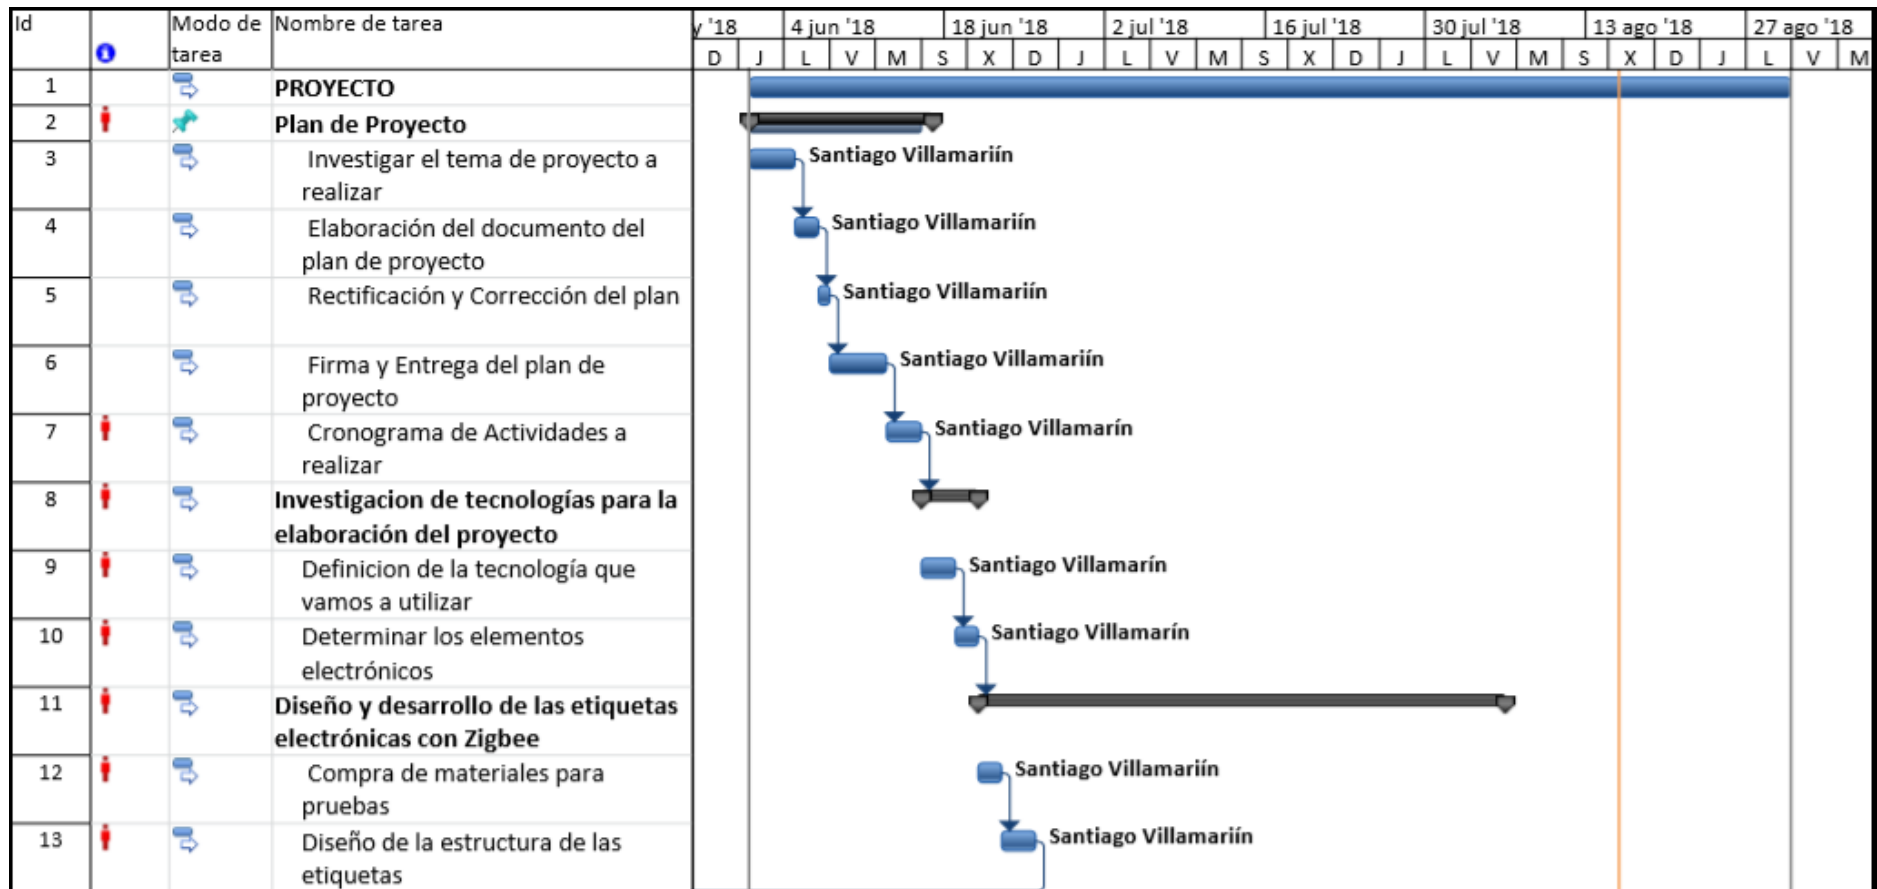 Id Modo de Nombre de tarea y '18 4 jun '18 18 jun '18 2 jul '18 16 jul '18 30 jul '18 13 ago '18 27 ago '18
tarea D J L V M S X D J L V M S X D J L V M S X D J L V M
1 PROYECTO
2 Plan de Proyecto
3 Investigar el tema de proyecto a Santiago Villamariín
realizar
4 Elaboración del documento del Santiago Villamariín
plan de proyecto
5 Rectificación y Corrección del plan Santiago Villamariín
6 Firma y Entrega del plan de Santiago Villamariín
proyecto
7 Cronograma de Actividades a Santiago Villamarín
realizar
8 Investigacion de tecnologías para la
elaboración del proyecto
9 Definicion de la tecnología que Santiago Villamarín
vamos a utilizar
10 Determinar los elementos Santiago Villamarín
electrónicos
11 Diseño y desarrollo de las etiquetas
electrónicas con Zigbee
12 Compra de materiales para Santiago Villamariín
pruebas
13 Diseño de la estructura de las Santiago Villamariín
etiquetas